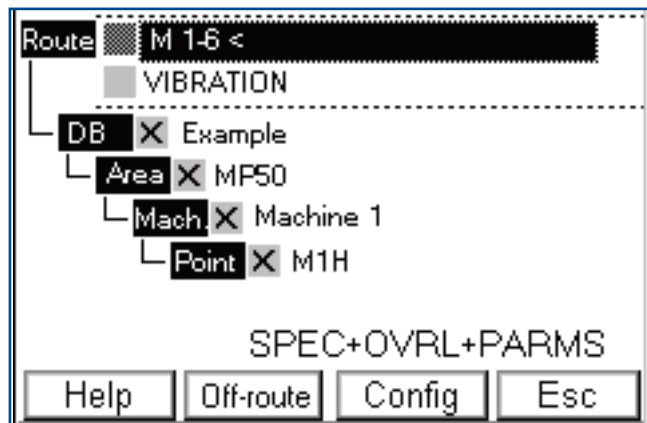 Route M 1-6 <
VIBRATION
DB Example
Area MP50
Mach. Machine 1
Point M1H
SPEC+OVRL+PARMS
Help Off-route Config Esc